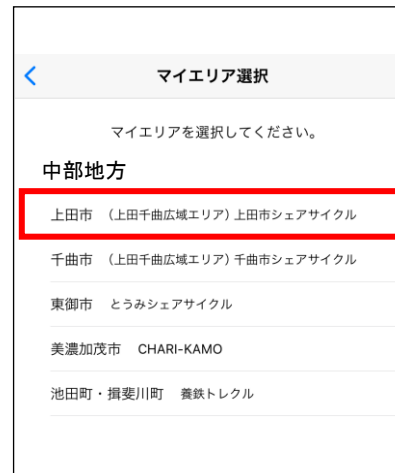 マイエリア選択
マイエリアを選択してください。
中部地方
上田市 （上田千曲広域エリア) 上田市シェアサイクル
千曲市 （上田千曲広域エリア) 千曲市シェアサイクル
東御市 とうみシェアサイクル
美濃加茂市 CHARI-KAMO
池田町・揖斐川町 養鉄トレクル